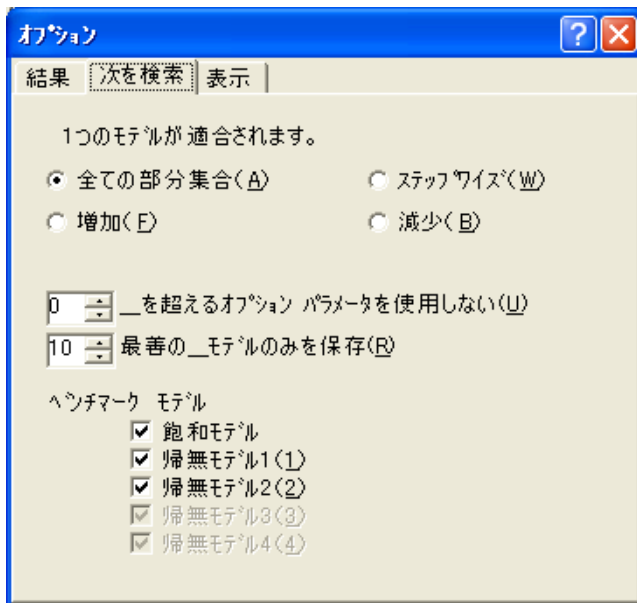 オプション
結果 次を検索 表示
1つのモデルが適合されます。
全ての部分集合(A) ステップワイズ(W)
増加(F) 減少(B)
0 __を超えるオプション パラメータを使用しない(U)
10 最善の__モデルのみを保存(R)
ベンチマーク モデル
飽和モデル
帰無モデル1(1)
帰無モデル2(2)
帰無モデル3(3)
帰無モデル4(4)